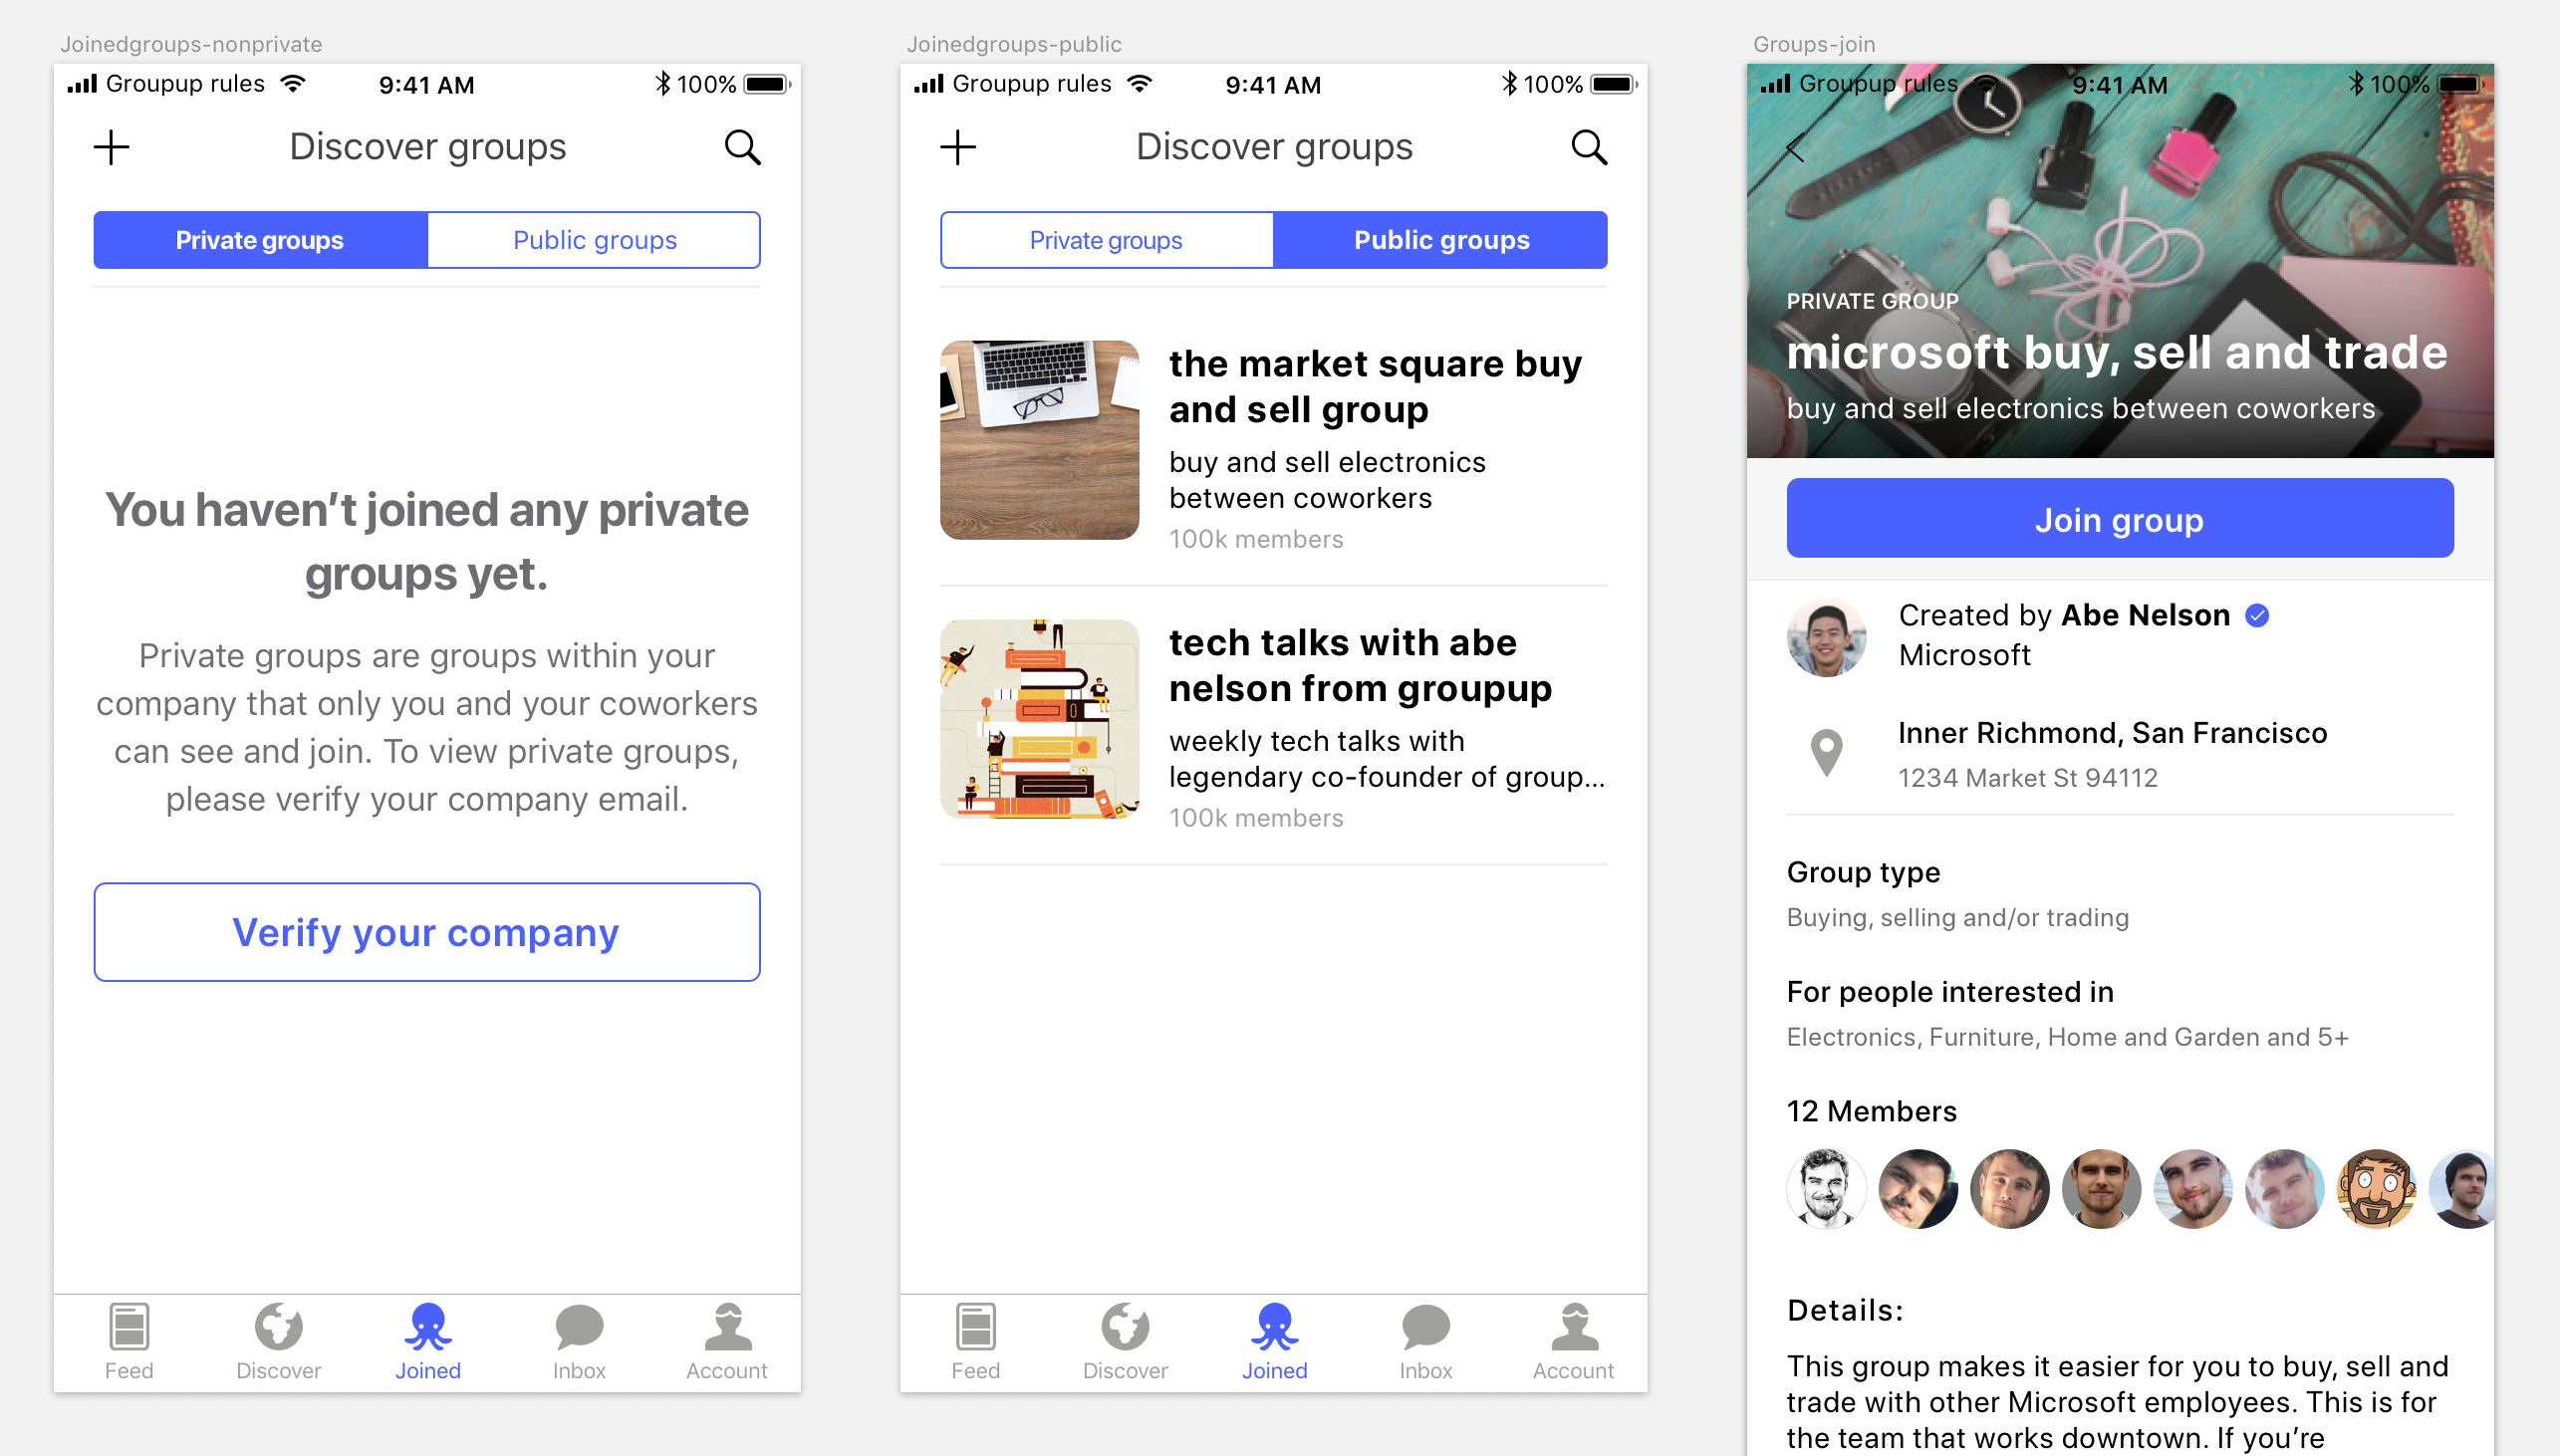 Joinedgroups-nonprivate
Groupup rules
9:41 AM
100%
Discover groups
Private groups
Public groups
You haven’t joined any private
groups yet.
Private groups are groups within your
company that only you and your coworkers
can see and join. To view private groups,
please verify your company email.
Verify your company
Feed
Discover
Joined
Inbox
Account
Joinedgroups-public
Groupup rules
9:41 AM
100%
Discover groups
Private groups
Public groups
the market square buy
and sell group
buy and sell electronics
between coworkers
100k members
tech talks with abe
nelson from groupup
weekly tech talks with
legendary co-founder of group...
100k members
Feed
Discover
Joined
Inbox
Account
Groups-join
Groupup rules
9:41 AM
100%
PRIVATE GROUP
microsoft buy, sell and trade
buy and sell electronics between coworkers
Join group
Created by Abe Nelson
Microsoft
Inner Richmond, San Francisco
1234 Market St 94112
Group type
Buying, selling and/or trading
For people interested in
Electronics, Furniture, Home and Garden and 5+
12 Members
Details:
This group makes it easier for you to buy, sell and
trade with other Microsoft employees. This is for
the team that works downtown. If you’re